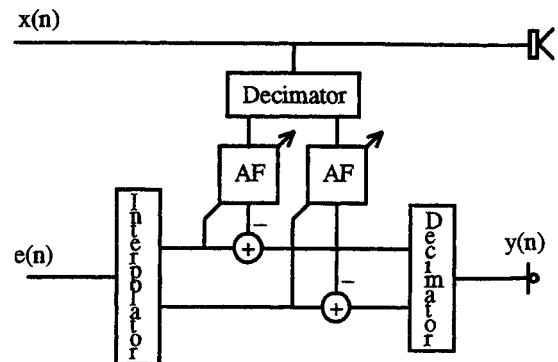 x(n)
Decimator
AF
AF
Interpolator
Decimator
e(n)
y(n)
−
−
+
+